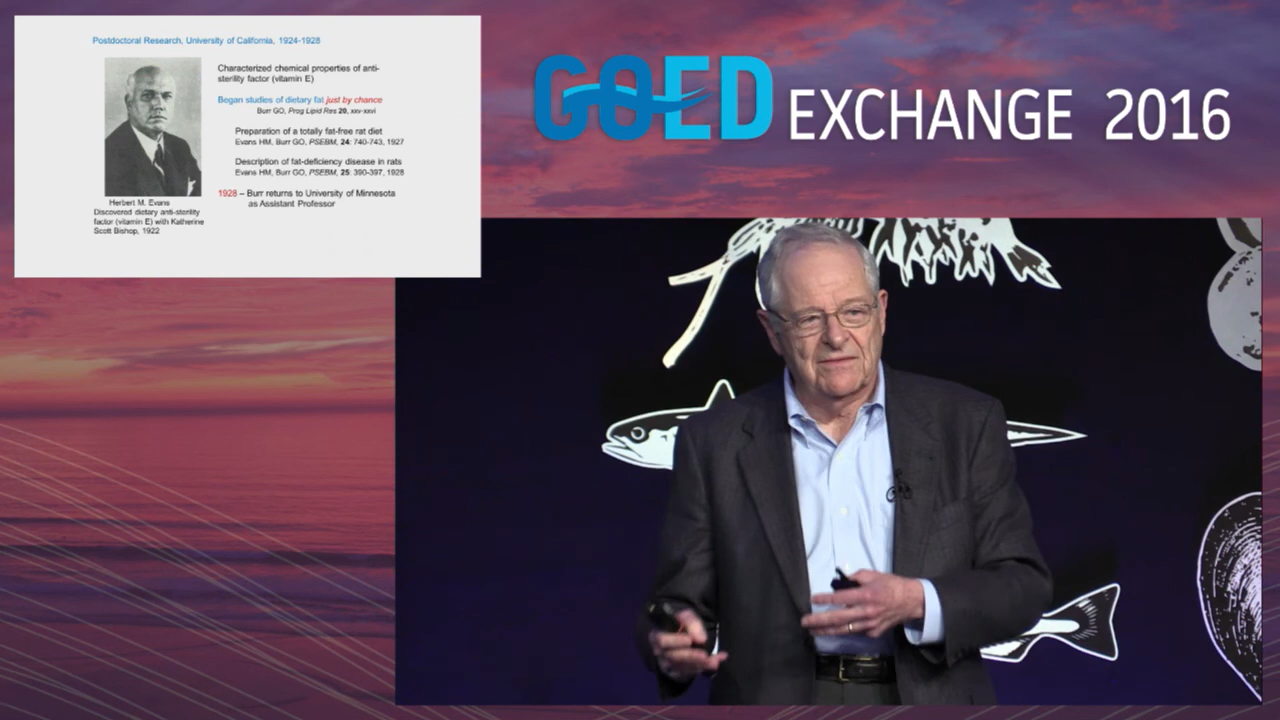 Postdoctoral Research, University of California, 1924-1928
Characterized chemical properties of anti-
sterility factor (vitamin E)
Began studies of dietary fat just by chance
Burr GO, Prog Lipid Res 20, xxv-xxvi
Preparation of a totally fat-free rat diet
Evans HM, Burr GO, PSEBM, 24: 740-743, 1927
Description of fat-deficiency disease in rats
Evans HM, Burr GO, PSEBM, 25: 390-397, 1928
1928 – Burr returns to University of Minnesota
as Assistant Professor
Herbert M. Evans
Discovered dietary anti-sterility
factor (vitamin E) with Katherine
Scott Bishop, 1922
GOED EXCHANGE 2016